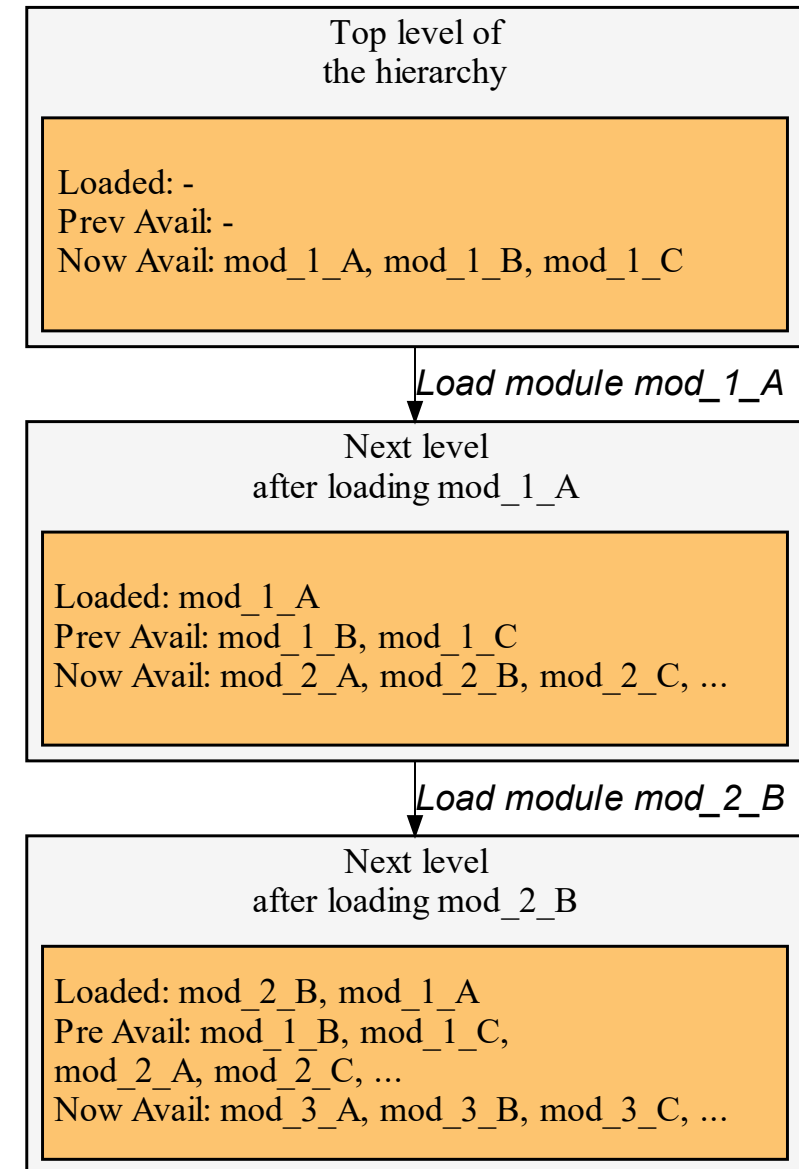 Top level of
the hierarchy
Loaded: -
Prev Avail: -
Now Avail: mod_1_A, mod_1_B, mod_1_C
Load module mod_1_A
Next level
after loading mod_1_A
Loaded: mod_1_A
Prev Avail: mod_1_B, mod_1_C
Now Avail: mod_2_A, mod_2_B, mod_2_C, ...
Load module mod_2_B
Next level
after loading mod_2_B
Loaded: mod_2_B, mod_1_A
Pre Avail: mod_1_B, mod_1_C,
mod_2_A, mod_2_C, ...
Now Avail: mod_3_A, mod_3_B, mod_3_C, ...